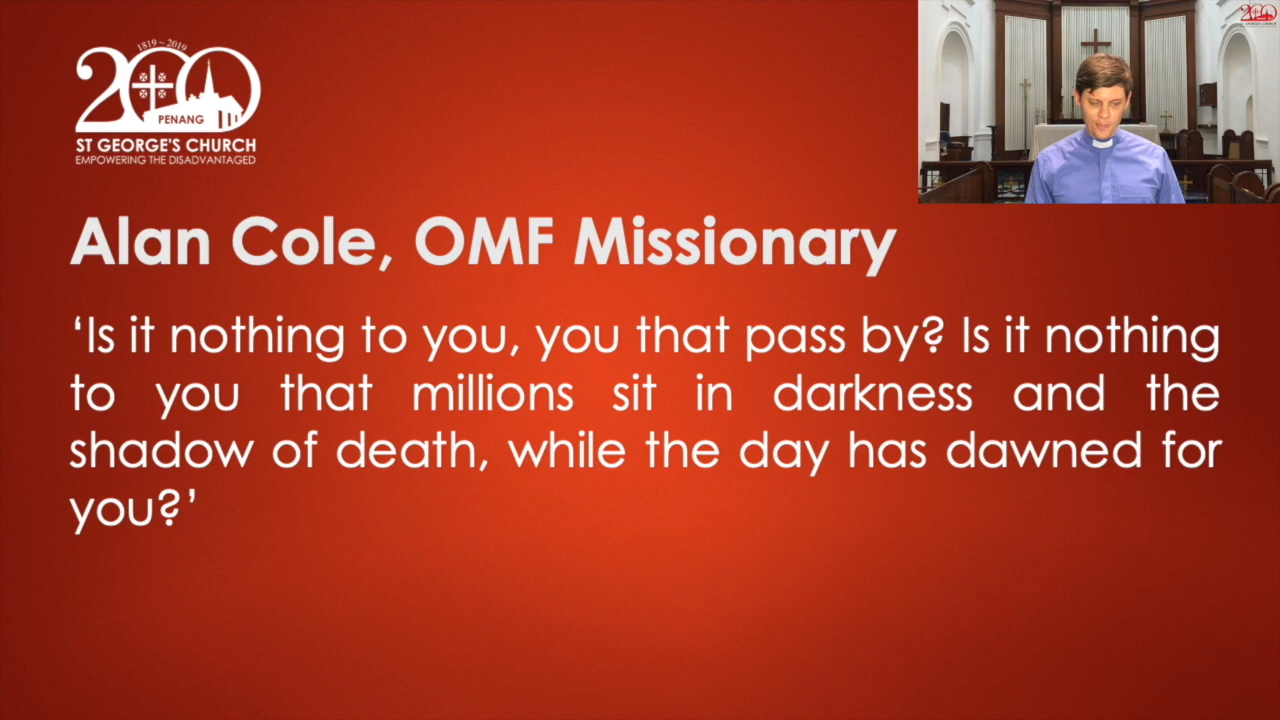 1819 ~ 2019
200
PENANG
ST GEORGE'S CHURCH
EMPOWERING THE DISADVANTAGED
Alan Cole, OMF Missionary
‘Is it nothing to you, you that pass by? Is it nothing
to you that millions sit in darkness and the
shadow of death, while the day has dawned for
you?’
200